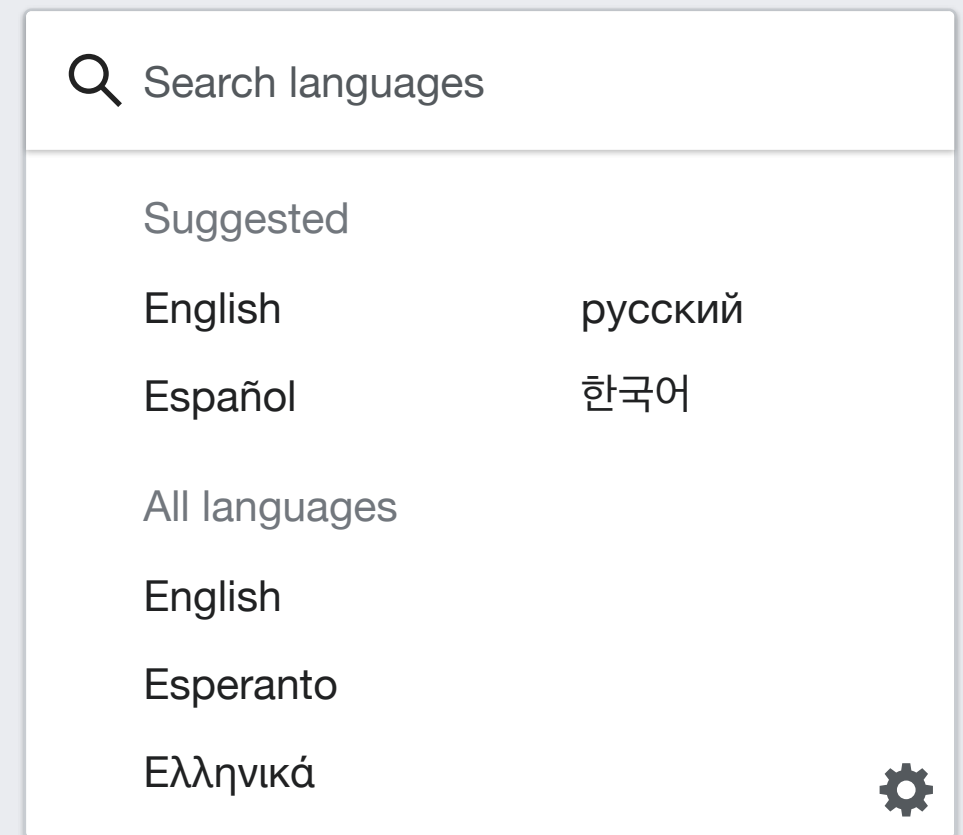 Search languages
Suggested
English русский
Español 한국어
All languages
English
Esperanto
Ελληνικά